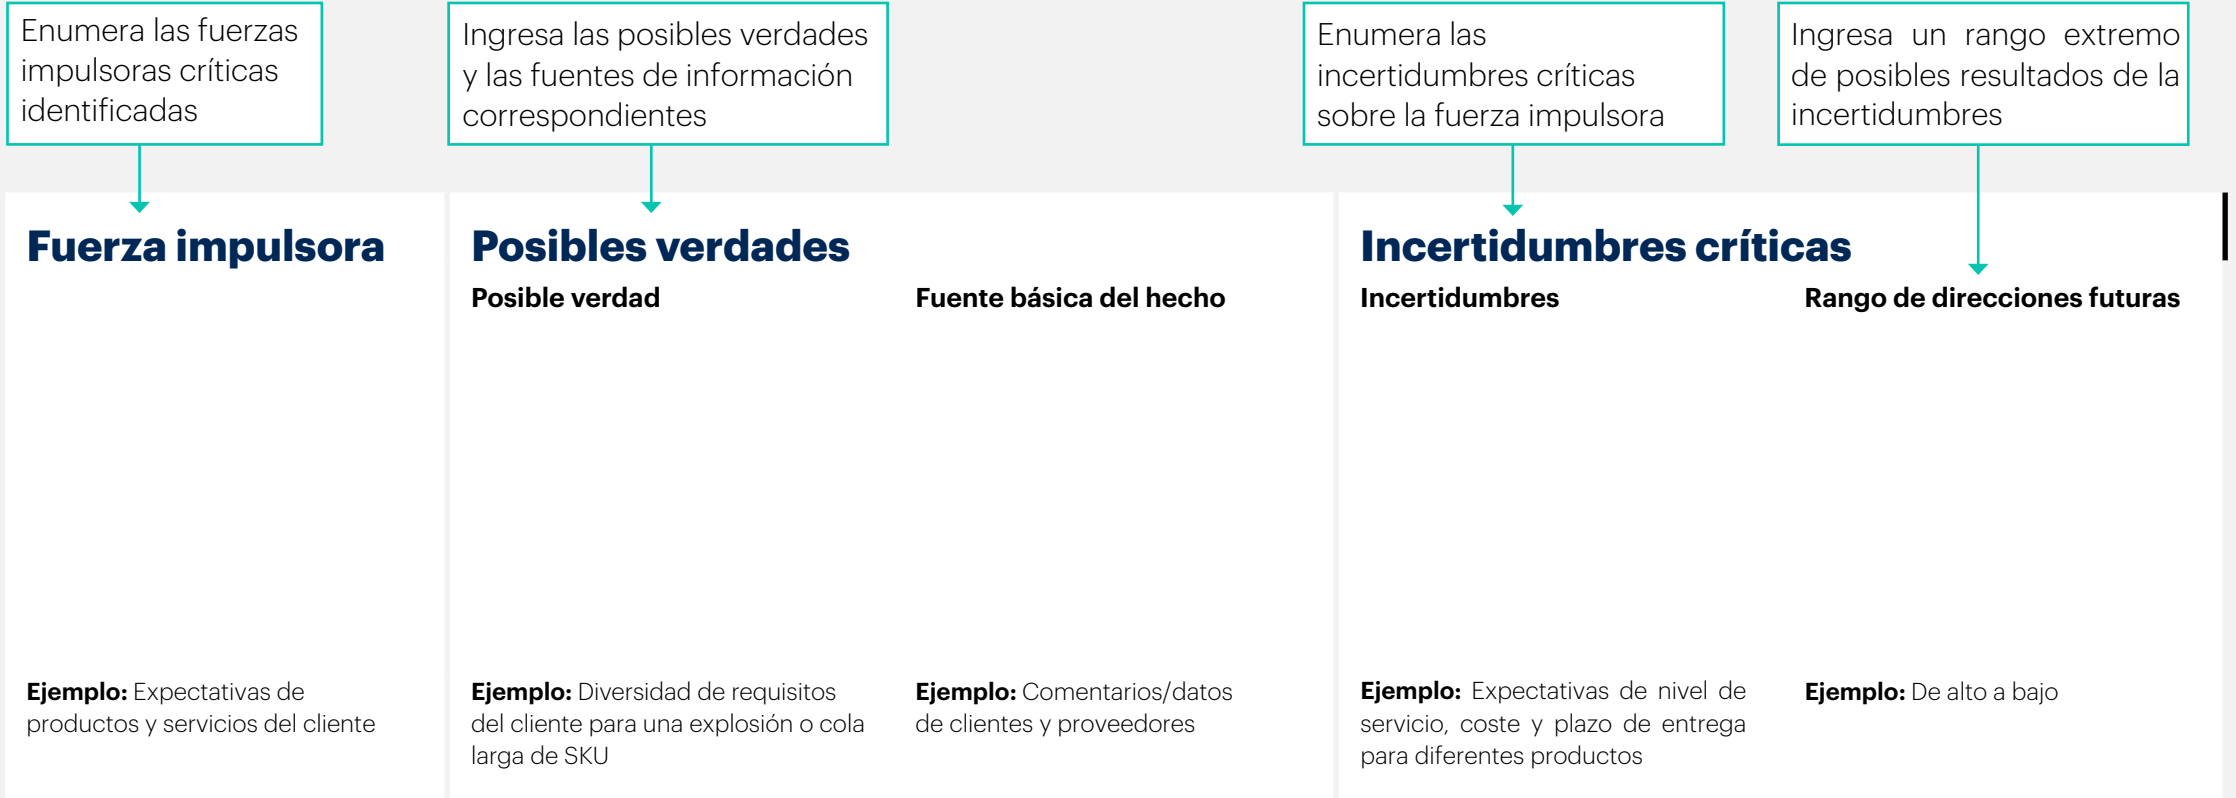 Enumera las fuerzas
impulsoras críticas
identificadas
Ingresa las posibles verdades
y las fuentes de información
correspondientes
Enumera las
incertidumbres críticas
sobre la fuerza impulsora
Ingresa un rango extremo
de posibles resultados de la
incertidumbres
Fuerza impulsora
Posibles verdades
Incertidumbres críticas
Posible verdad
Fuente básica del hecho
Incertidumbres
Rango de direcciones futuras
Ejemplo: Expectativas de
productos y servicios del cliente
Ejemplo: Diversidad de requisitos
del cliente para una explosión o cola
larga de SKU
Ejemplo: Comentarios/datos
de clientes y proveedores
Ejemplo: Expectativas de nivel de
servicio, coste y plazo de entrega
para diferentes productos
Ejemplo: De alto a bajo